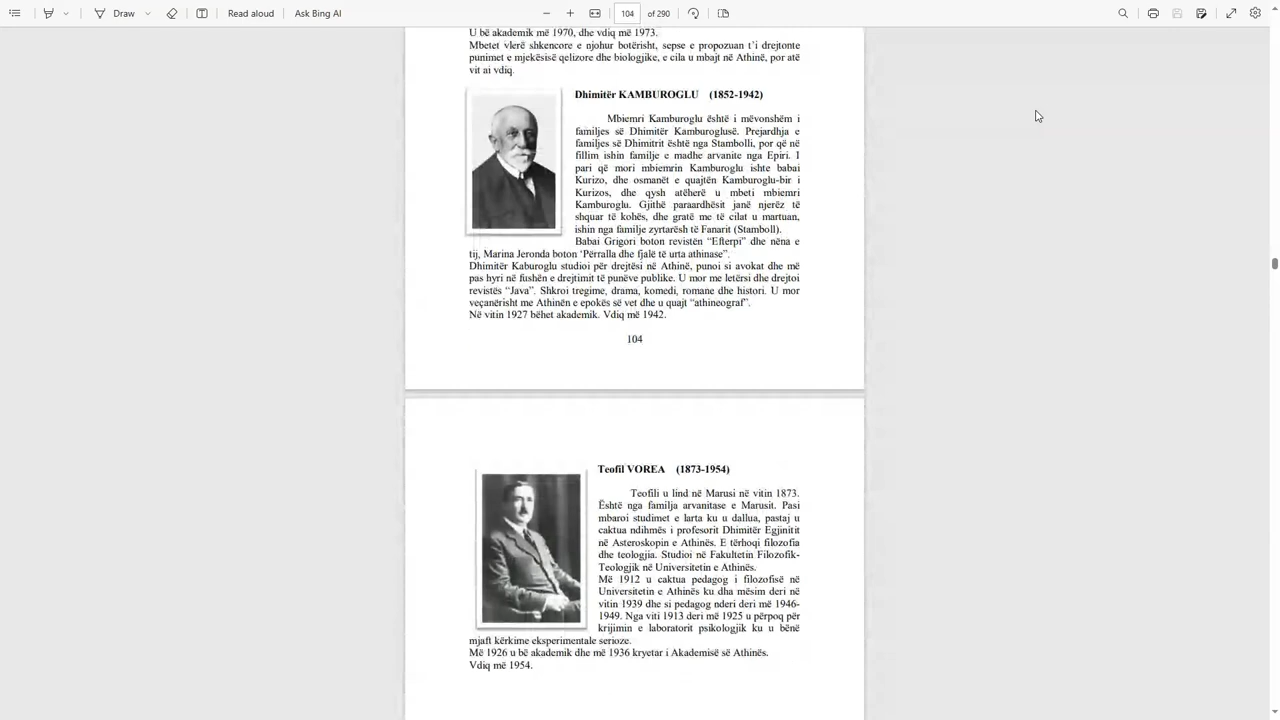 Draw
Read aloud
Ask Bing AI
104 of 290
U bë akademik më 1970, dhe vdiq më 1973.
Mbetet vlerë shkencore e njohur botërisht, sepse e propozuan t'i drejtonte
punimet e mjekësisë qelizore dhe biologjike, e cila u mbajt në Athinë, por atë
vit ai vdiq.
Dhimitër KAMBUROGLU (1852-1942)
Mbiemri Kamburoglu është i mëvonshëm i
familjes së Dhimitër Kamburoglusë. Prejardhja e
familjes së Dhimitrit është nga Stambolli, por që në
fillim ishin familje e madhe arvanite nga Epiri. I
pari që mori mbiemrin Kamburoglu ishte babai
Kurizo, dhe osmanët e quajtën Kamburoglu-bir i
Kurizos, dhe qysh atëherë u mbeti mbiemri
Kamburoglu. Gjithë paraardhësit janë njerëz të
shquar të kohës, dhe gratë me të cilat u martuan,
ishin nga familje zyrtarësh të Fanarit (Stamboll).
Babai Grigori boton revistën “Efterpi” dhe nëna e
tij, Marina Jeronda boton ‘Përralla dhe fjalë të urta athinase”.
Dhimitër Kaburoglu studioi për drejtësi në Athinë, punoi si avokat dhe më
pas hyri në fushën e drejtimit të punëve publike. U mor me letërsi dhe drejtoi
revistës “Java”. Shkroi tregime, drama, komedi, romane dhe histori. U mor
veçanërisht me Athinën e epokës së vet dhe u quajt “athineograf”.
Në vitin 1927 bëhet akademik. Vdiq më 1942.
104
Teofil VOREA (1873-1954)
Teofili u lind në Marusi në vitin 1873.
Është nga familja arvanitase e Marusit. Pasi
mbaroi studimet e larta ku u dallua, pastaj u
caktua ndihmës i profesorit Dhimitër Egjinitit
në Asteroskopin e Athinës. E tërhoqi filozofia
dhe teologjia. Studioi në Fakultetin Filozofik-
Teologjik në Universitetin e Athinës.
Më 1912 u caktua pedagog i filozofisë në
Universitetin e Athinës ku dha mësim deri në
vitin 1939 dhe si pedagog nderi deri më 1946-
1949. Nga viti 1913 deri më 1925 u përpoq për
krijimin e laboratorit psikologjik ku u bënë
mjaft kërkime eksperimentale serioze.
Më 1926 u bë akademik dhe më 1936 kryetar i Akademisë së Athinës.
Vdiq më 1954.